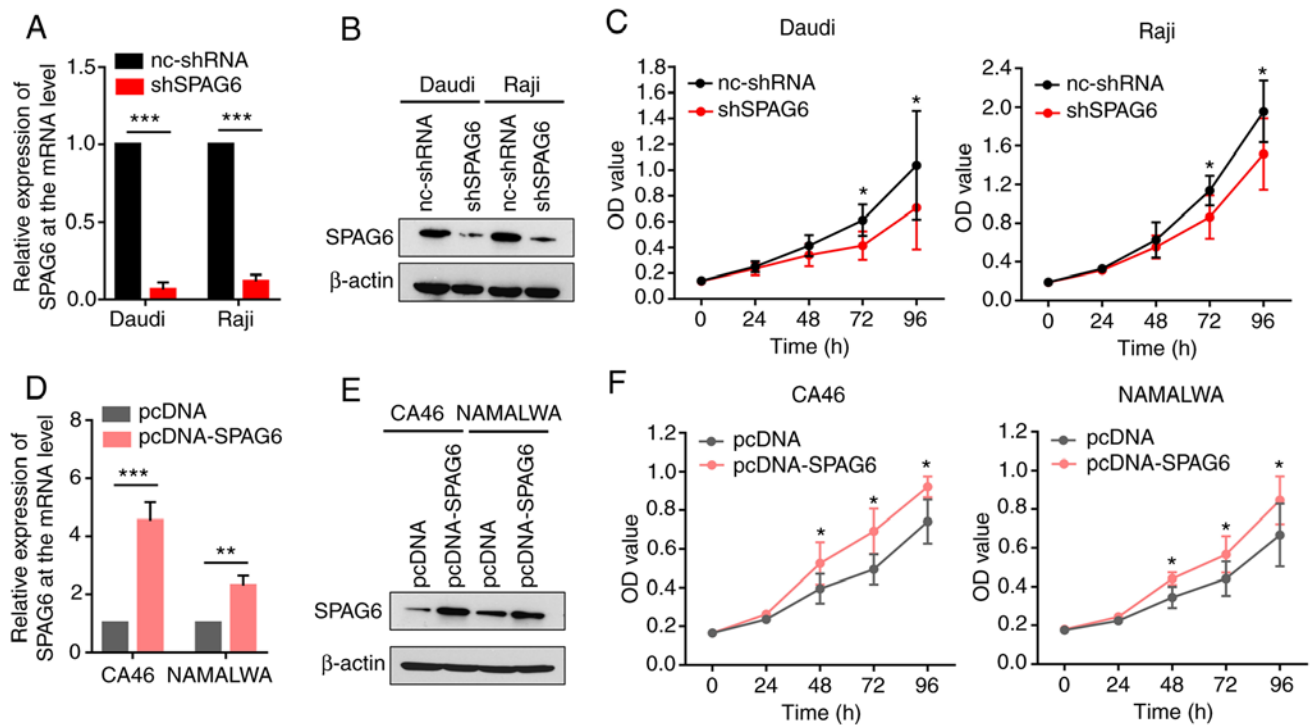 A
nc-shRNA
shSPAG6
Relative expression of
SPAG6 at the mRNA level
1.5
1.0
0.5
0.0
***
***
Daudi
Raji
B
Daudi
Raji
nc-shRNA
shSPAG6
nc-shRNA
shSPAG6
SPAG6
β-actin
C
Daudi
nc-shRNA
shSPAG6
OD value
1.8
1.6
1.4
1.2
1.0
0.8
0.6
0.4
0.2
0.0
*
*
0 24 48 72 96
Time (h)
Raji
nc-shRNA
shSPAG6
OD value
2.4
2.0
1.6
1.2
0.8
0.4
0.0
*
*
0 24 48 72 96
Time (h)
D
pcDNA
pcDNA-SPAG6
Relative expression of
SPAG6 at the mRNA level
8
6
4
2
0
***
**
CA46
NAMALWA
E
CA46
NAMALWA
pcDNA
pcDNA-SPAG6
pcDNA
pcDNA-SPAG6
SPAG6
β-actin
F
CA46
pcDNA
pcDNA-SPAG6
OD value
1.2
1.0
0.8
0.6
0.4
0.2
0.0
*
*
*
0 24 48 72 96
Time (h)
NAMALWA
pcDNA
pcDNA-SPAG6
OD value
1.2
1.0
0.8
0.6
0.4
0.2
0.0
*
*
*
0 24 48 72 96
Time (h)